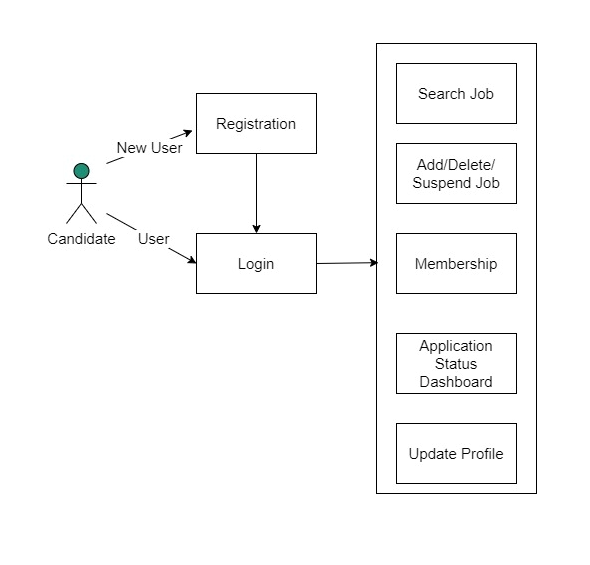 New User
Candidate
User
Registration
Login
Search Job
Add/Delete/
Suspend Job
Membership
Application
Status
Dashboard
Update Profile